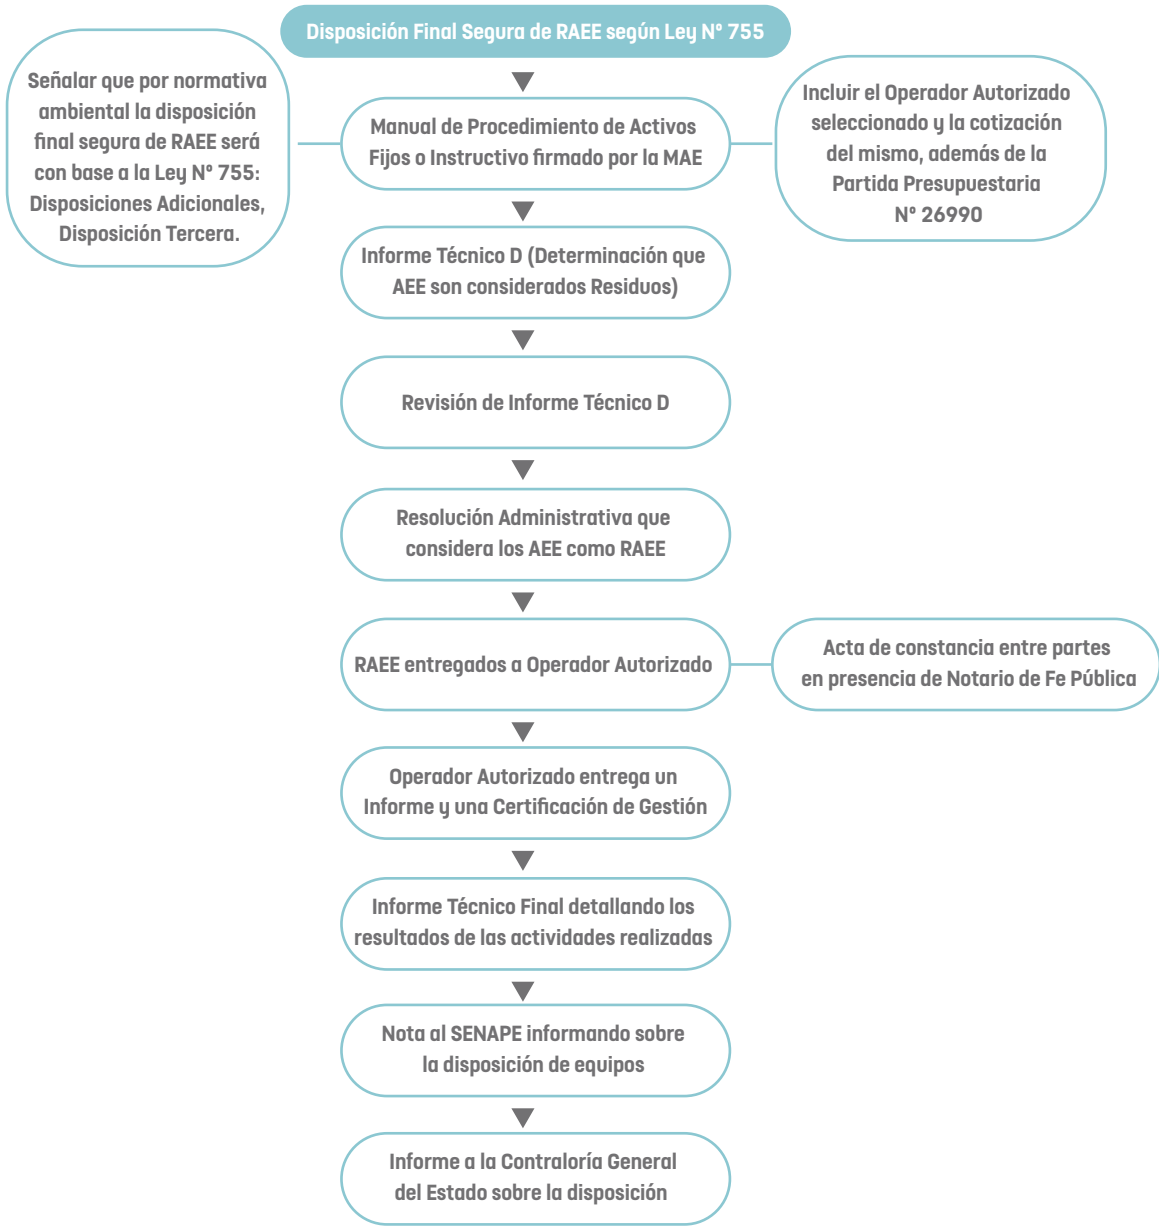 Disposición Final Segura de RAEE según Ley Nº 755
Señalar que por normativa
ambiental la disposición
final segura de RAEE será
con base a la Ley Nº 755:
Disposiciones Adicionales,
Disposición Tercera.
Manual de Procedimiento de Activos
Fijos o Instructivo firmado por la MAE
Incluir el Operador Autorizado
seleccionado y la cotización
del mismo, además de la
Partida Presupuestaria
Nº 26990
Informe Técnico D (Determinación que
AEE son considerados Residuos)
Revisión de Informe Técnico D
Resolución Administrativa que
considera los AEE como RAEE
RAEE entregados a Operador Autorizado
Acta de constancia entre partes
en presencia de Notario de Fe Pública
Operador Autorizado entrega un
Informe y una Certificación de Gestión
Informe Técnico Final detallando los
resultados de las actividades realizadas
Nota al SENAPE informando sobre
la disposición de equipos
Informe a la Contraloría General
del Estado sobre la disposición